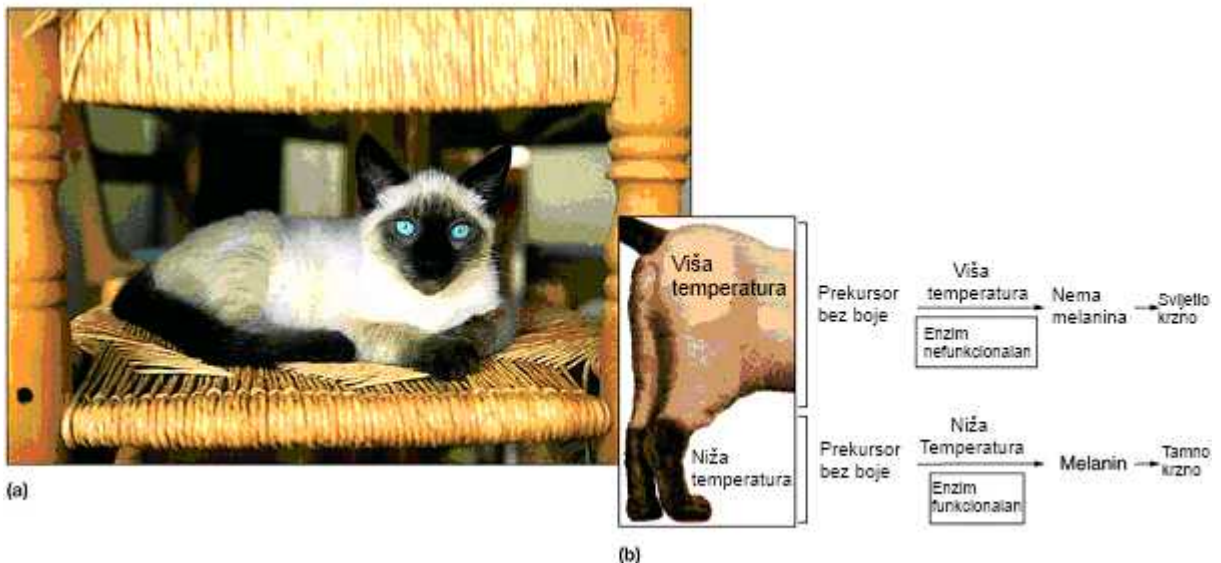 Viša
temperatura
Niža
temperatura
Prekursor
bez boje
Viša
temperatura
Enzim
nefunkcionalan
Nema
melanina
Svijetlo
krzno
Prekursor
bez boje
Niža
Temperatura
Enzim
funkcionalan
Melanin
Tamno
krzno
(a)
(b)